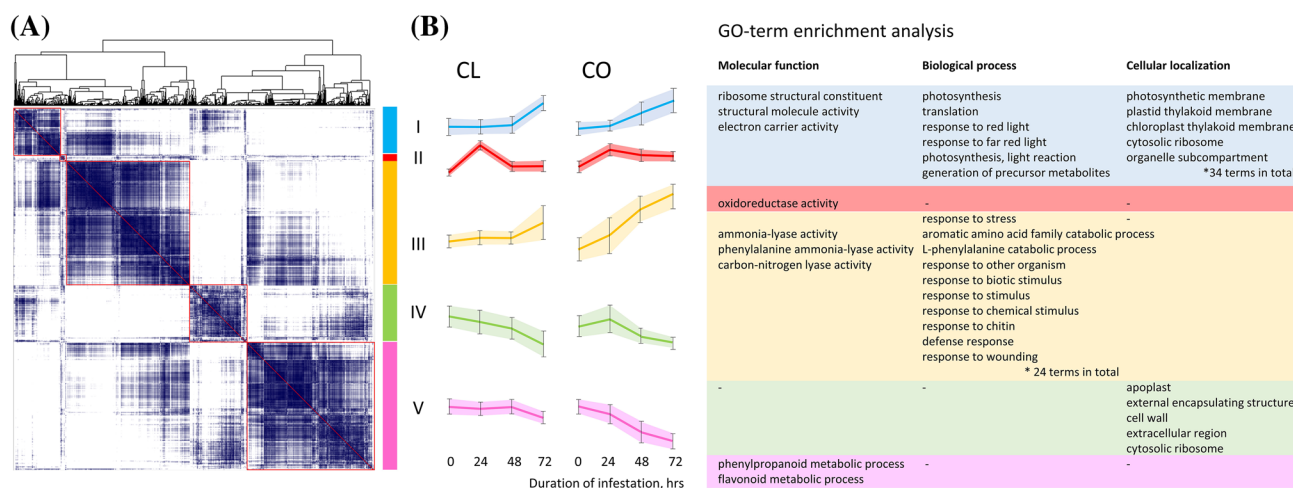 (A)
(B)
CL
CO
I
II
III
IV
V
0 24 48 72 0 24 48 72
Duration of infestation, hrs
GO-term enrichment analysis
Molecular function Biological process Cellular localization
ribosome structural constituent photosynthesis photosynthetic membrane
structural molecule activity translation plastid thylakoid membrane
electron carrier activity response to red light chloroplast thylakoid membrane
response to far red light cytosolic ribosome
photosynthesis, light reaction organelle subcompartment
generation of precursor metabolites *34 terms in total
oxidoreductase activity - -
response to stress -
ammonia-lyase activity aromatic amino acid family catabolic process
phenylalanine ammonia-lyase activity L-phenylalanine catabolic process
carbon-nitrogen lyase activity response to other organism
response to biotic stimulus
response to stimulus
response to chemical stimulus
response to chitin
defense response
response to wounding
* 24 terms in total
- - apoplast
external encapsulating structure
cell wall
extracellular region
cytosolic ribosome
phenylpropanoid metabolic process - -
flavonoid metabolic process